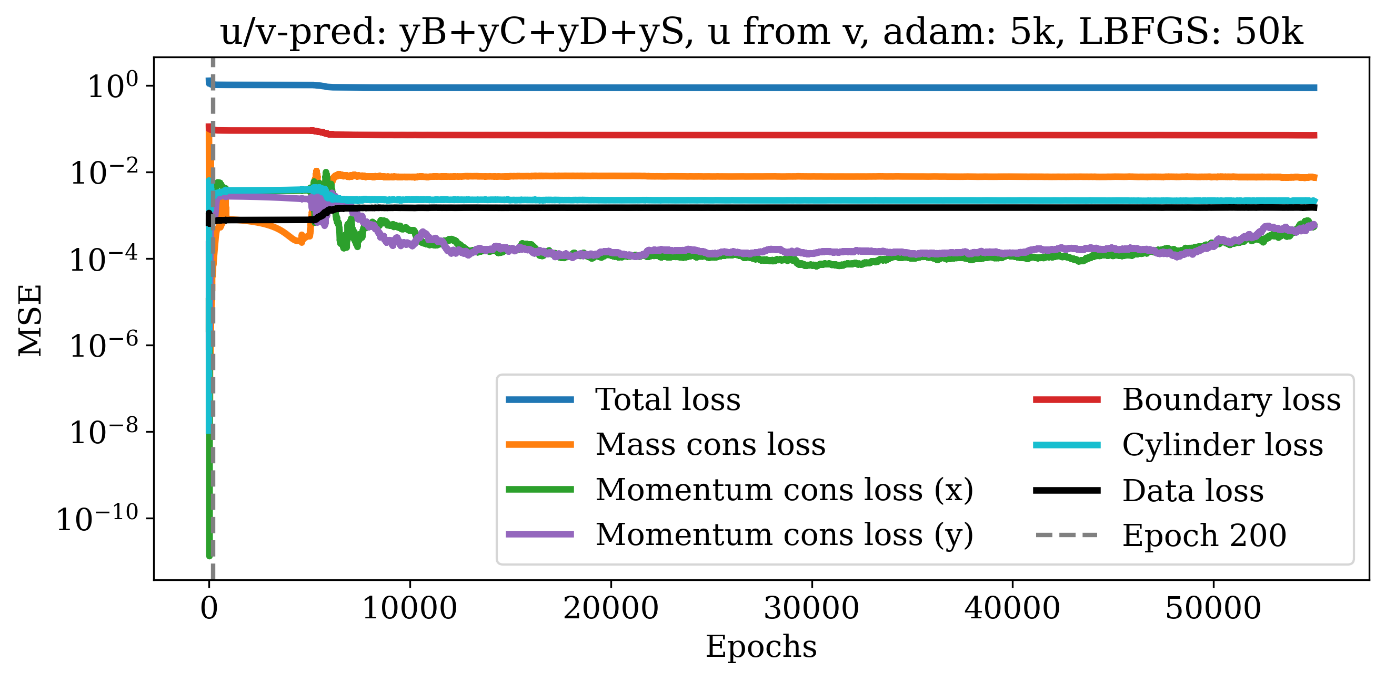 u/v-pred: yB+yC+yD+yS, u from v, adam: 5k, LBFGS: 50k
MSE
10⁰
10⁻²
10⁻⁴
10⁻⁶
10⁻⁸
10⁻¹⁰
Total loss
Mass cons loss
Momentum cons loss (x)
Momentum cons loss (y)
Boundary loss
Cylinder loss
Data loss
Epoch 200
0 10000 20000 30000 40000 50000
Epochs